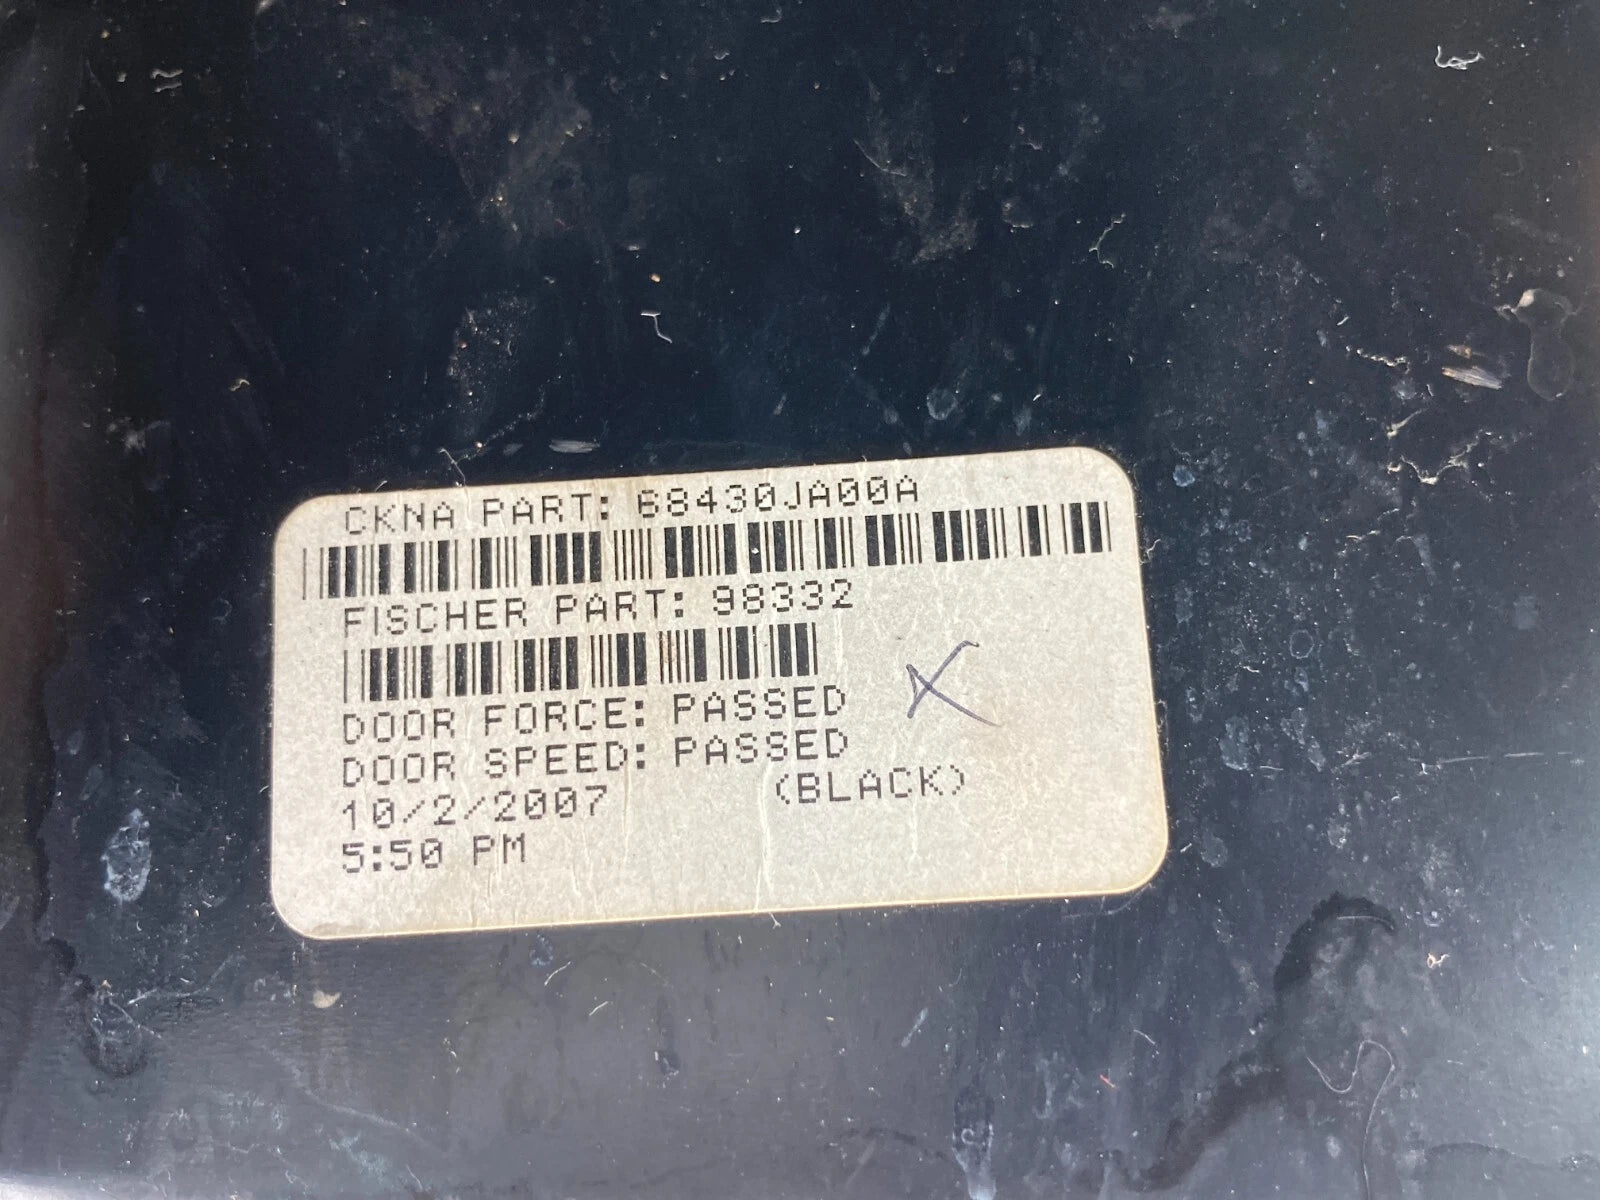 CKNA PART: 68430JA00A
FISCHER PART: 98332
DOOR FORCE: PASSED
DOOR SPEED: PASSED
10/2/2007 (BLACK)
5:50 PM